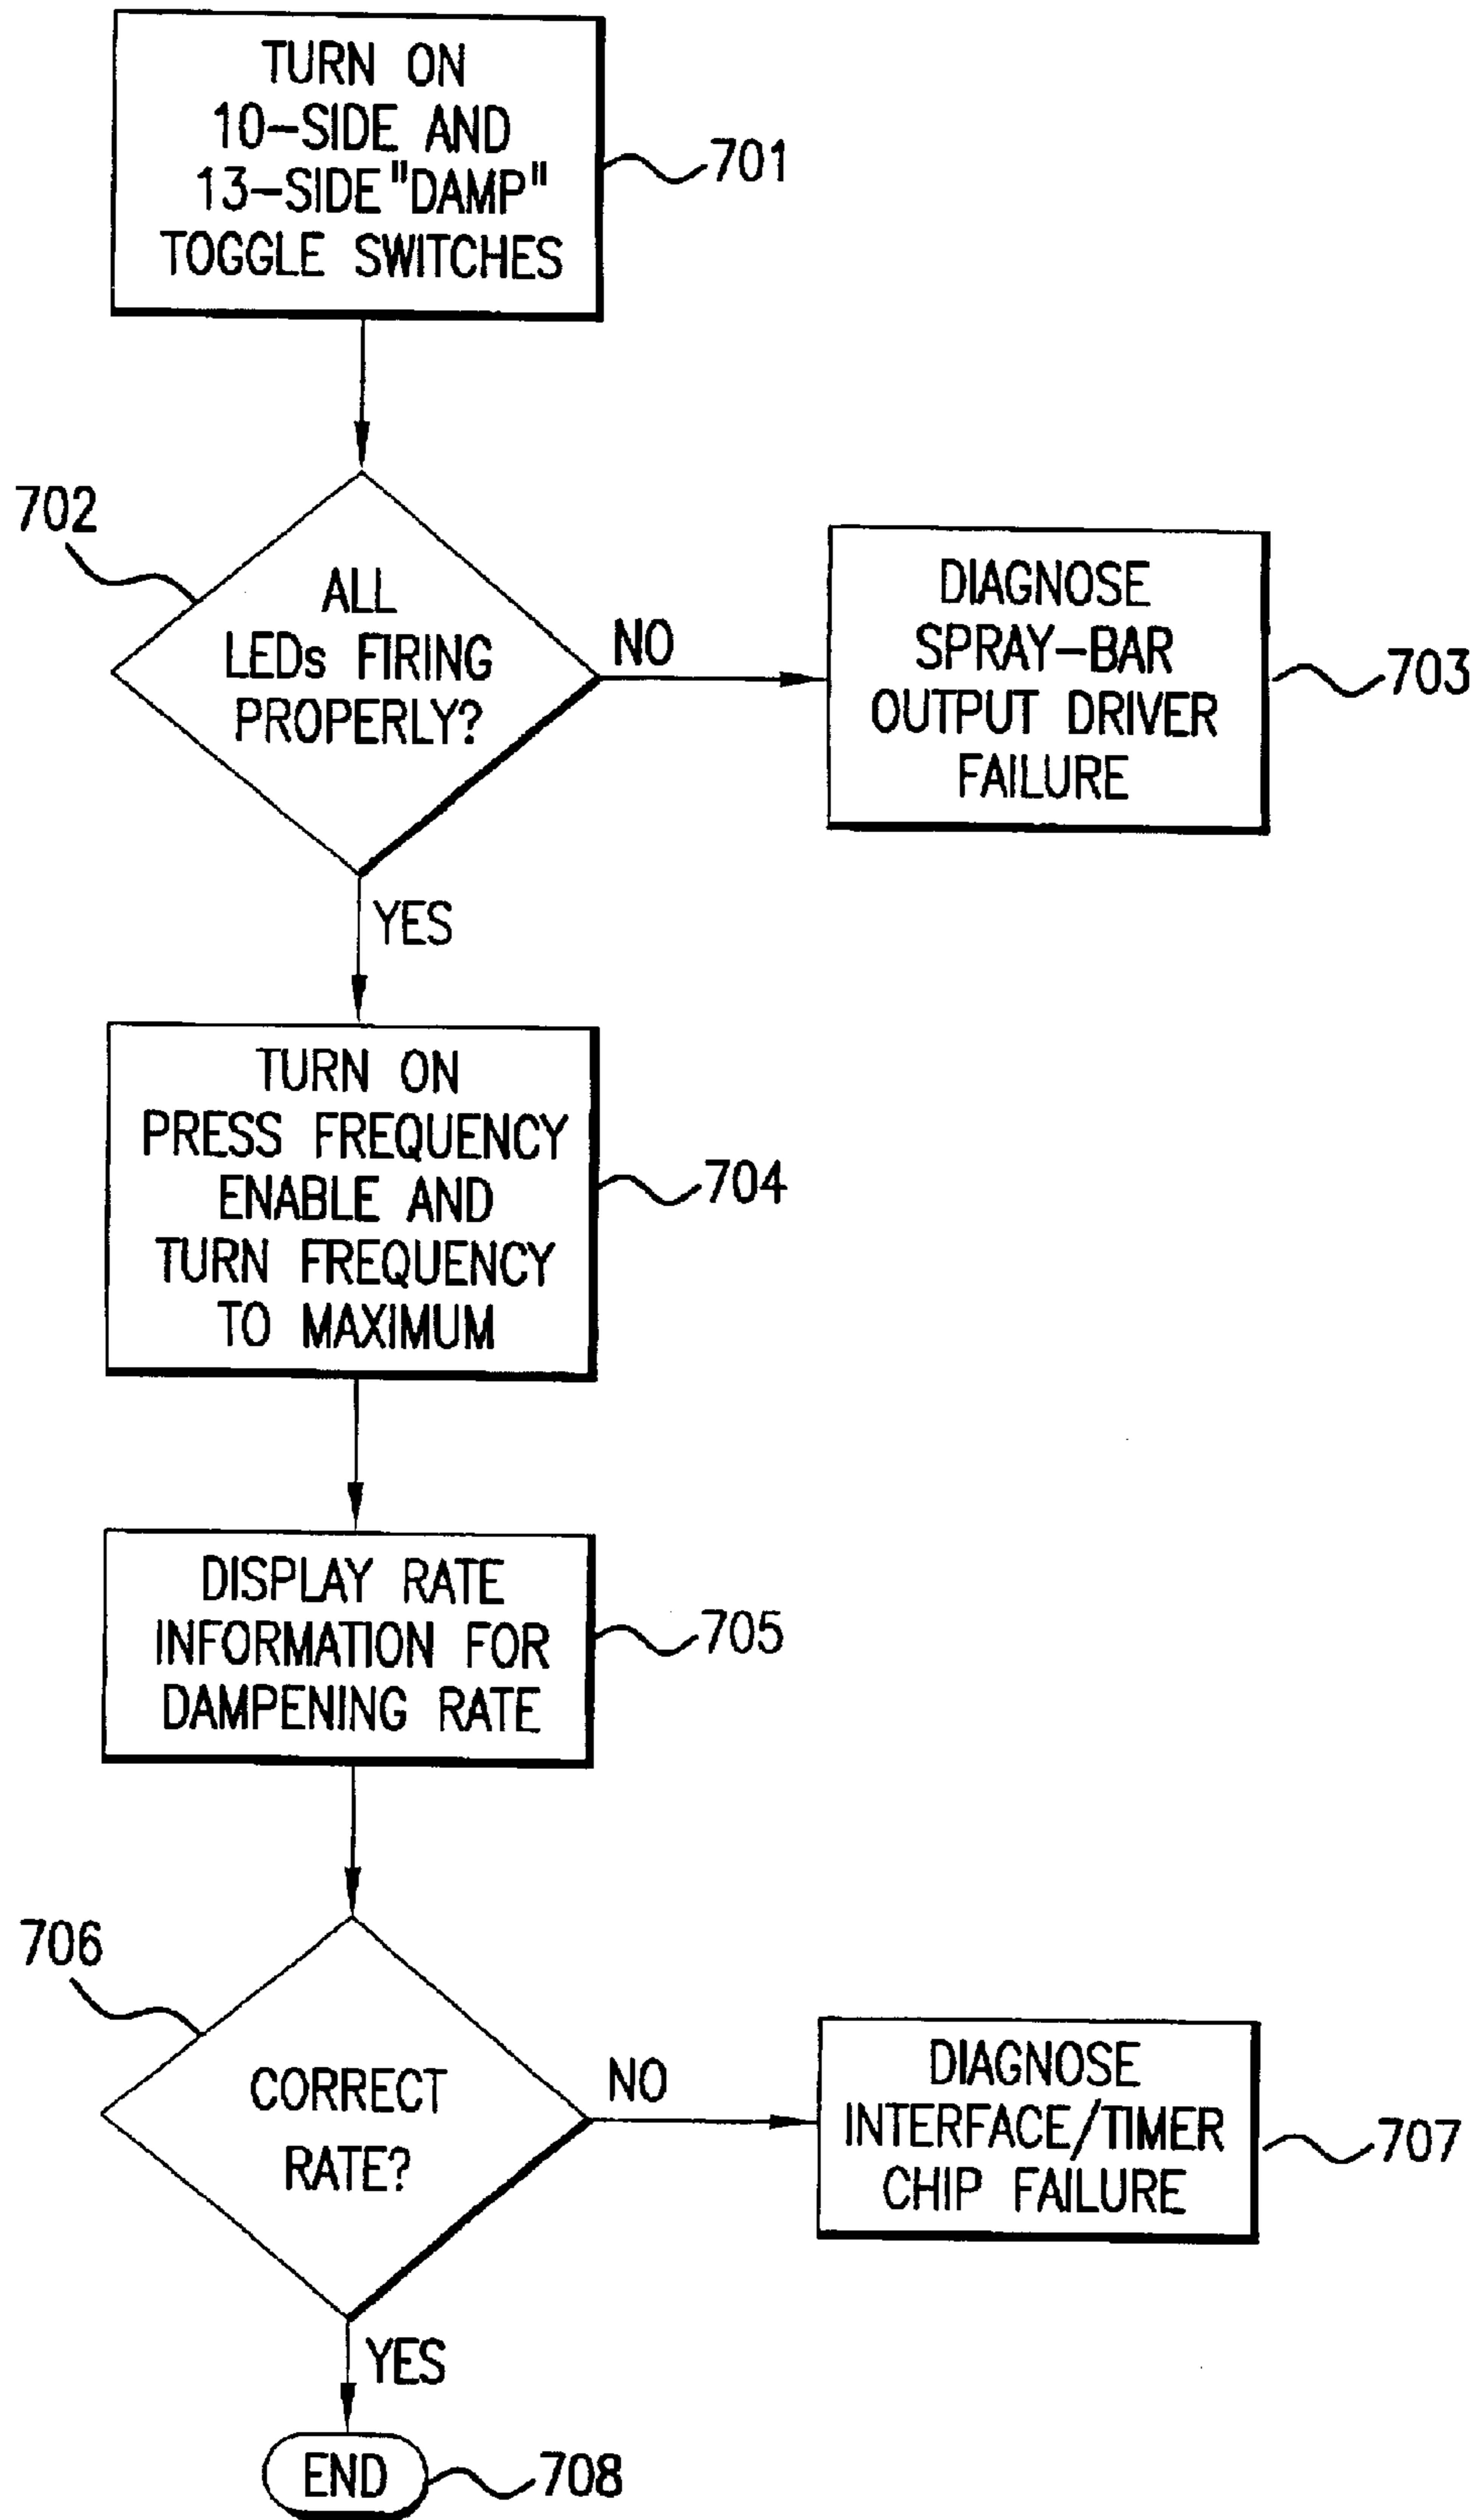 TURN ON
10-SIDE AND
13-SIDE "DAMP"
TOGGLE SWITCHES
701
702
ALL
LEDs FIRING
PROPERLY?
NO
DIAGNOSE
SPRAY-BAR
OUTPUT DRIVER
FAILURE
703
YES
TURN ON
PRESS FREQUENCY
ENABLE AND
TURN FREQUENCY
TO MAXIMUM
704
DISPLAY RATE
INFORMATION FOR
DAMPENING RATE
705
706
CORRECT
RATE?
NO
DIAGNOSE
INTERFACE/TIMER
CHIP FAILURE
707
YES
END
708